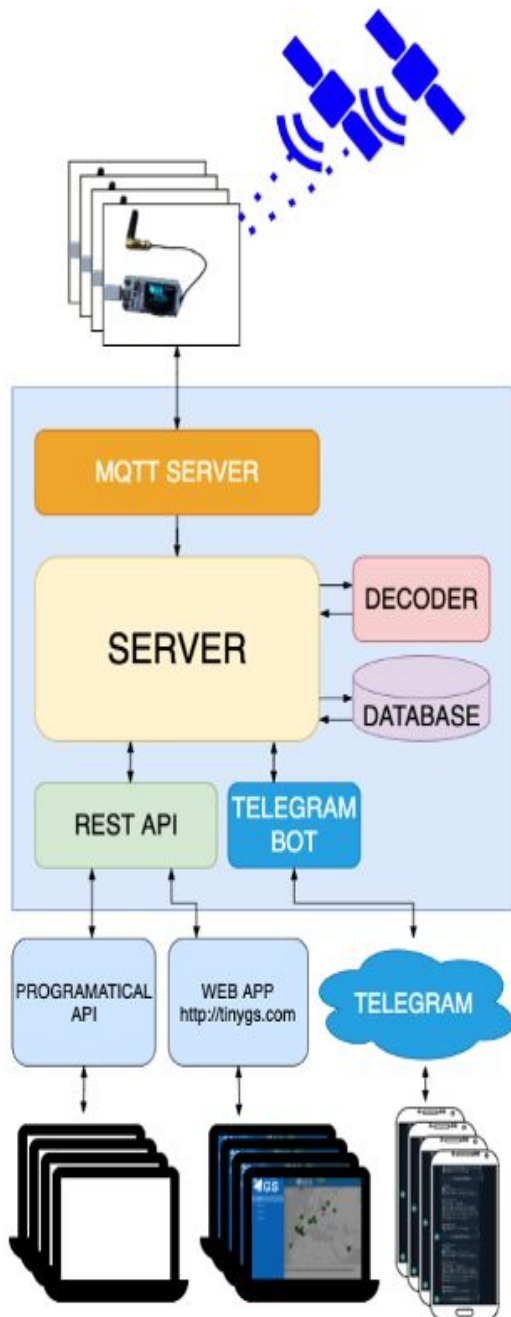 MQTT SERVER
SERVER
DECODER
DATABASE
REST API
TELEGRAM
BOT
PROGRAMATICAL
API
WEB APP
http://tinygs.com
TELEGRAM
GS